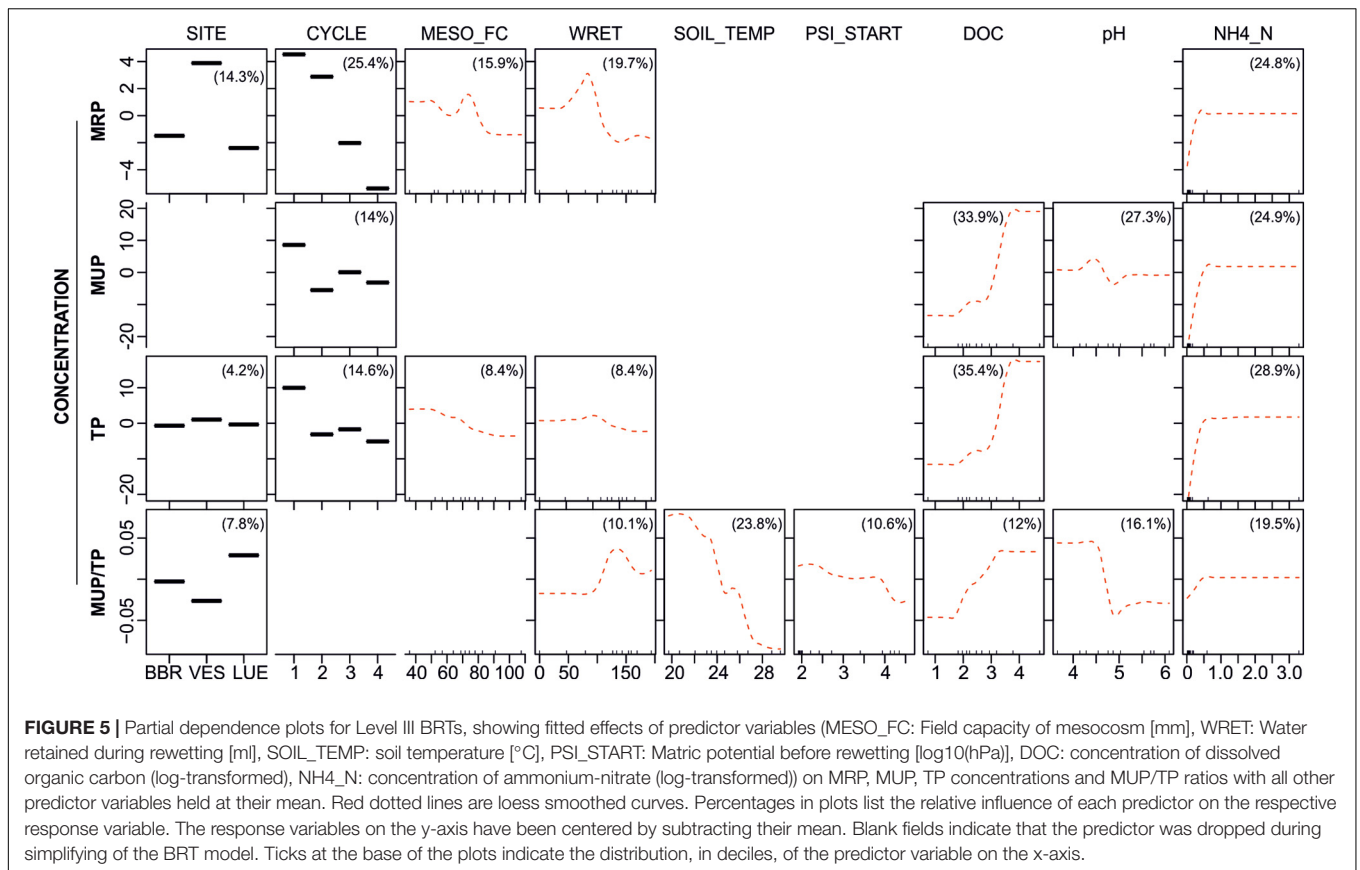 SITE CYCLE MESO_FC WRET SOIL_TEMP PSI_START DOC pH NH4_N
CONCENTRATION
MRP
4
2
0
−4
(14.3%) (25.4%) (15.9%) (19.7%) (24.8%)
MUP
20
10
0
−20
(14%) (33.9%) (27.3%) (24.9%)
TP
10
0
−20
(4.2%) (14.6%) (8.4%) (8.4%) (35.4%) (28.9%)
MUP/TP
0.05
−0.05
(7.8%) (10.1%) (23.8%) (10.6%) (12%) (16.1%) (19.5%)
BBR VES LUE 1 2 3 4 40 60 80 100 0 50 150 20 24 28 2 3 4 1 2 3 4 4 5 6 0 1.0 2.0 3.0
FIGURE 5 | Partial dependence plots for Level III BRTs, showing fitted effects of predictor variables (MESO_FC: Field capacity of mesocosm [mm], WRET: Water
retained during rewetting [ml], SOIL_TEMP: soil temperature [°C], PSI_START: Matric potential before rewetting [log10(hPa)], DOC: concentration of dissolved
organic carbon (log-transformed), NH4_N: concentration of ammonium-nitrate (log-transformed)) on MRP, MUP, TP concentrations and MUP/TP ratios with all other
predictor variables held at their mean. Red dotted lines are loess smoothed curves. Percentages in plots list the relative influence of each predictor on the respective
response variable. The response variables on the y-axis have been centered by subtracting their mean. Blank fields indicate that the predictor was dropped during
simplifying of the BRT model. Ticks at the base of the plots indicate the distribution, in deciles, of the predictor variable on the x-axis.